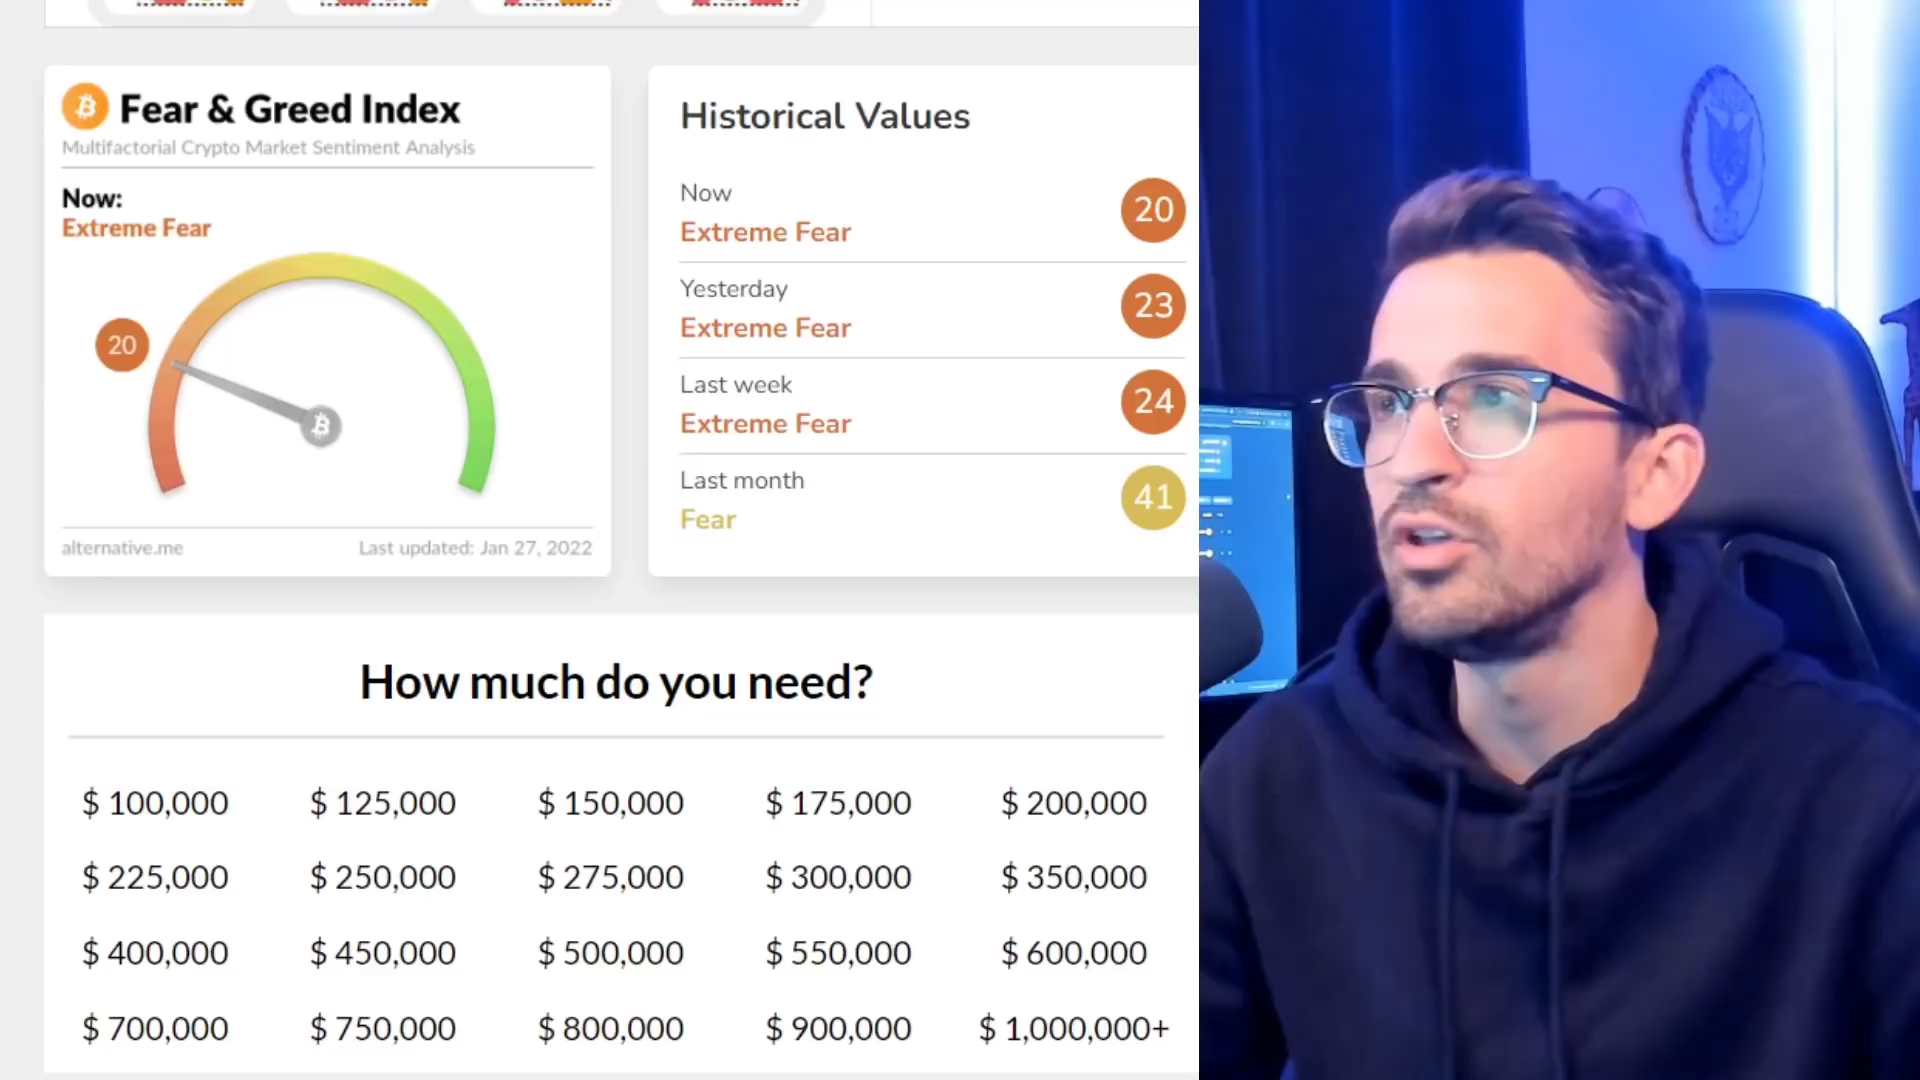 Fear & Greed Index
Multifactorial Crypto Market Sentiment Analysis
Now:
Extreme Fear
20
alternative.me
Last updated: Jan 27, 2022
Historical Values
Now
Extreme Fear
20
Yesterday
Extreme Fear
23
Last week
Extreme Fear
24
Last month
Fear
41
How much do you need?
$ 100,000 $ 125,000 $ 150,000 $ 175,000 $ 200,000
$ 225,000 $ 250,000 $ 275,000 $ 300,000 $ 350,000
$ 400,000 $ 450,000 $ 500,000 $ 550,000 $ 600,000
$ 700,000 $ 750,000 $ 800,000 $ 900,000 $ 1,000,000+